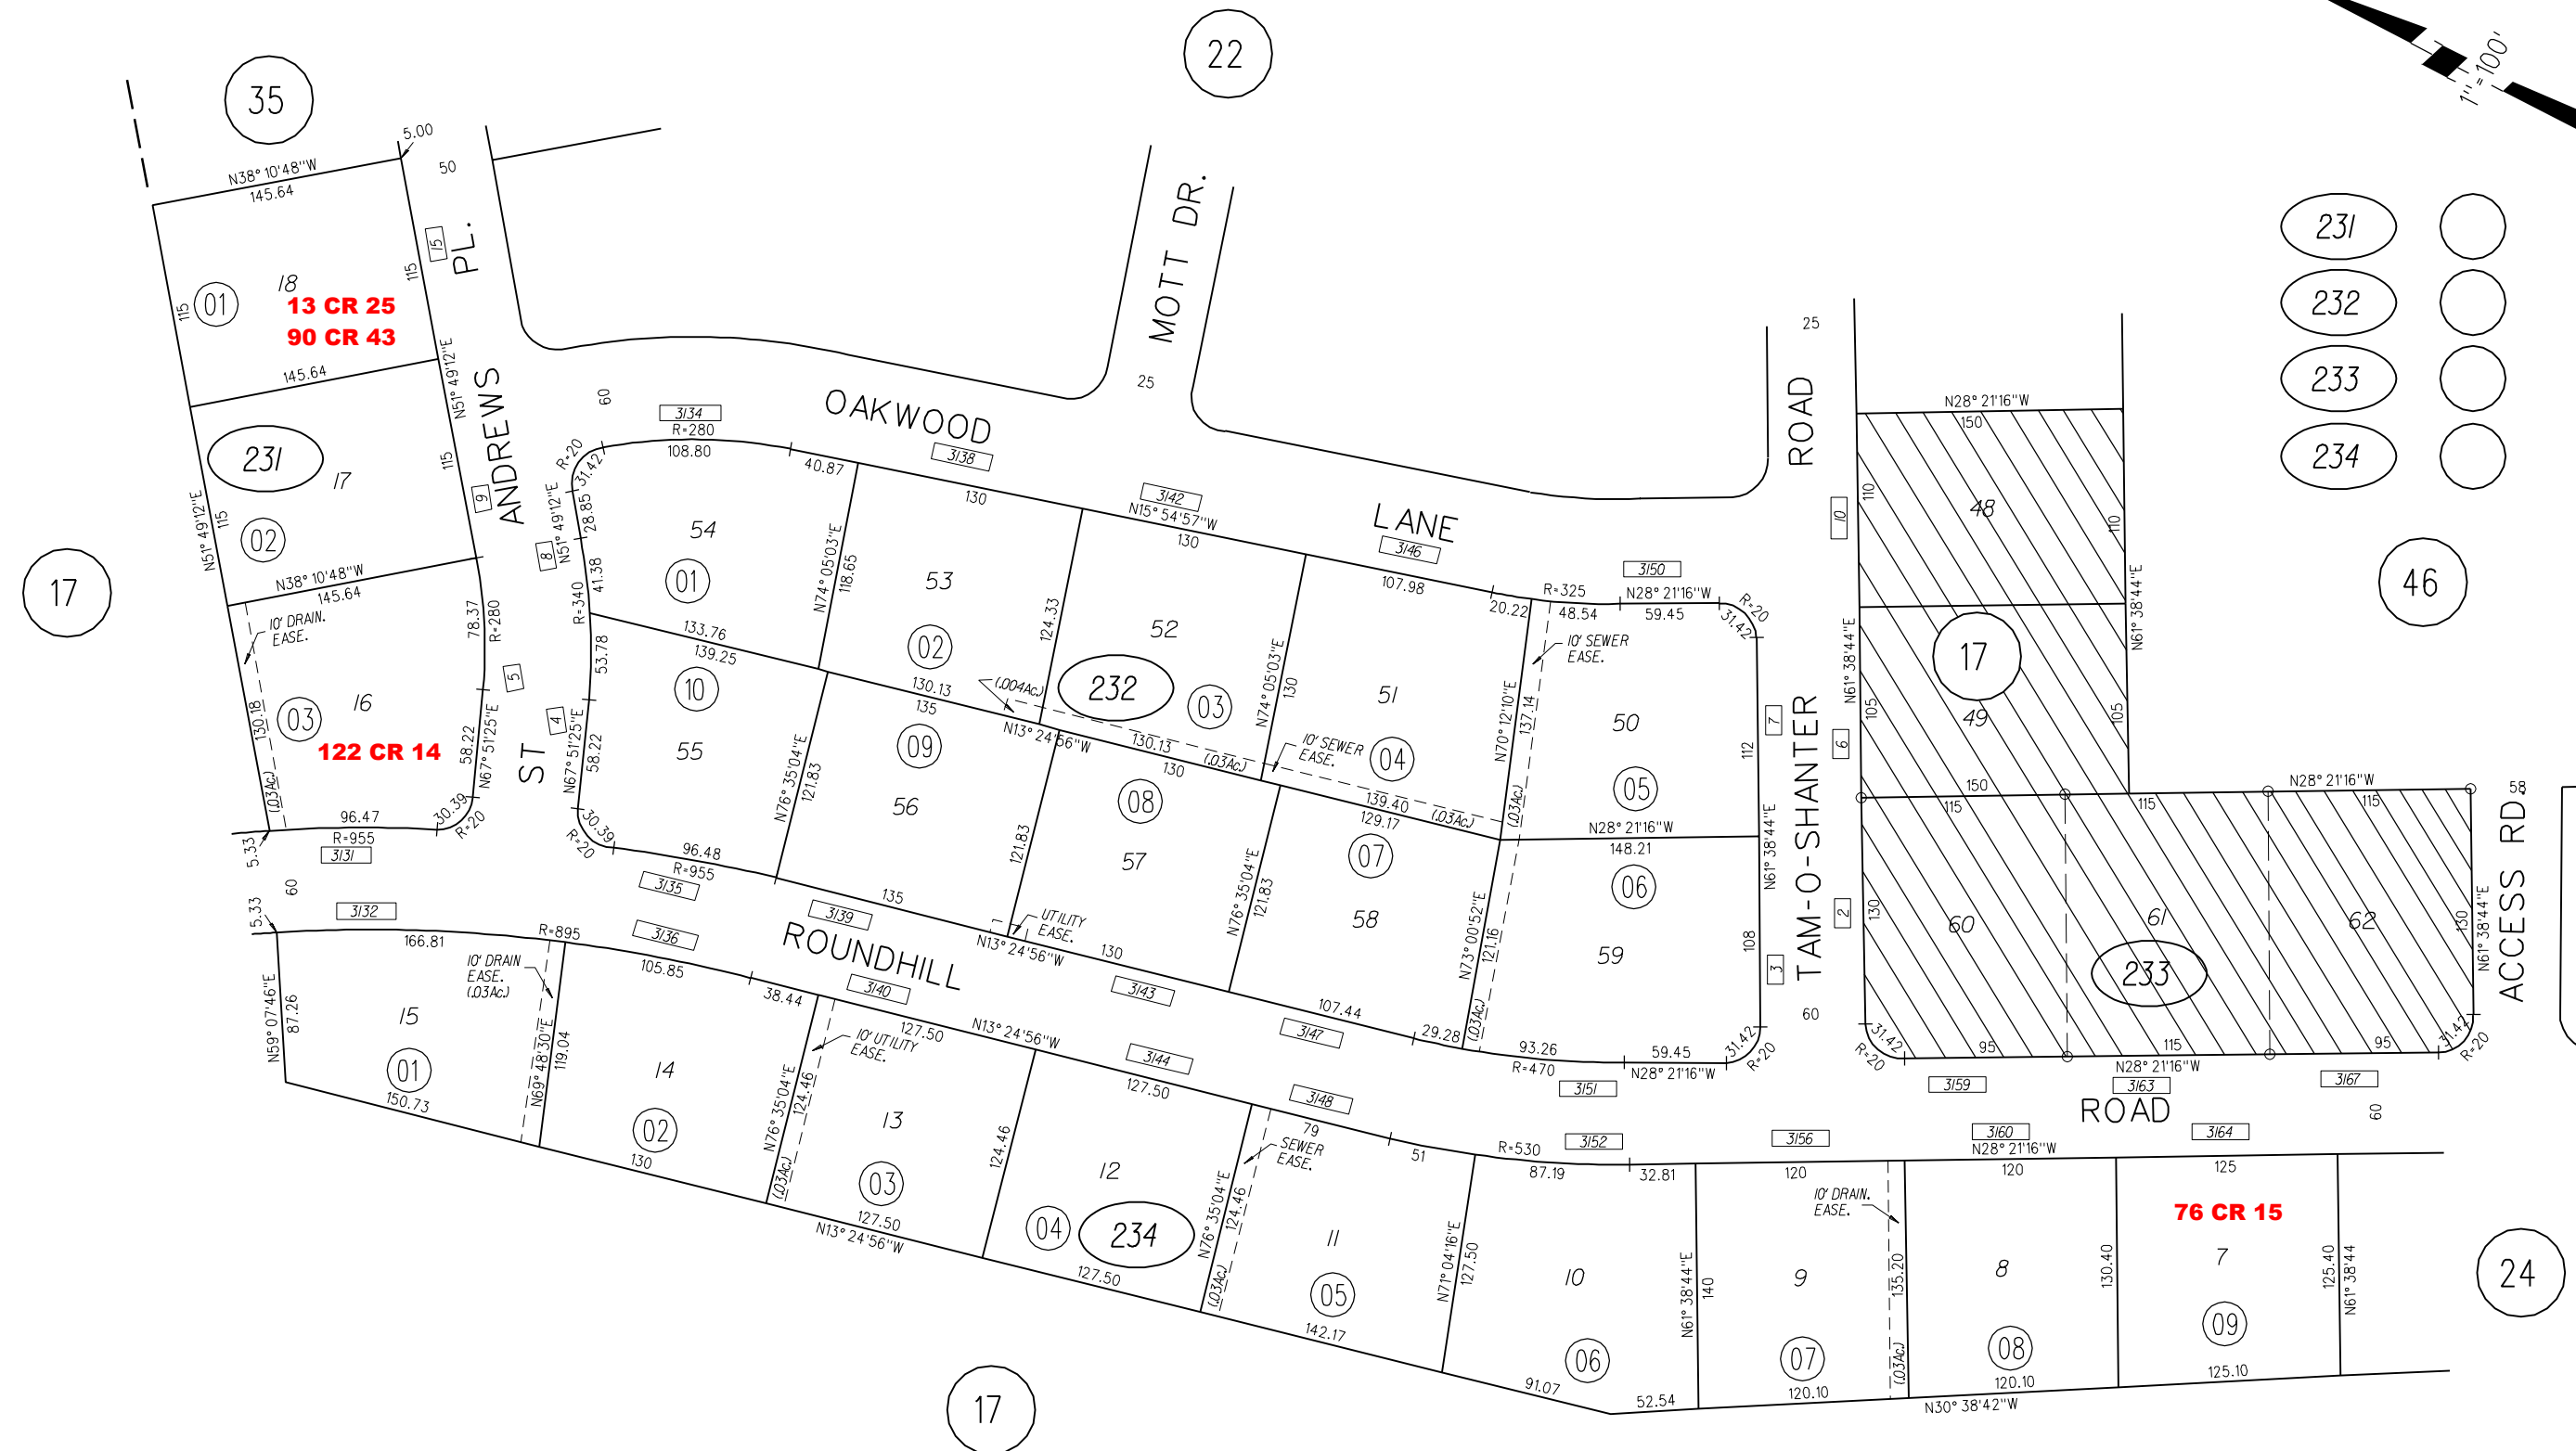 22
35
1"=100'
5.00
50
N38° 10'48"W
145.64
18
01
13 CR 25
90 CR 43
115
115
15
PL.
MOTT DR.
25
25
231
232
233
234
145.64
N51° 49'12"E
ANDREWS
60
3134
R=280
108.80
OAKWOOD
3138
40.87
ROAD
N28° 21'16"W
150
231
17
02
N51° 49'12"E
115
115
9
R=20
31.42
28.85
N51° 49'12"E
8
54
01
41.38
R=340
N74° 05'03"E
118.65
130
53
02
124.33
3142
N15° 54'57"W
130
52
LANE
3146
107.98
20.22
R=325
48.54
3150
N28° 21'16"W
59.45
R=20
31.42
10
110
48
110
N61° 38'44"E
46
17
N38° 10'48"W
145.64
10' DRAIN.
EASE.
78.37
R=280
53.78
133.76
139.25
10
130.13
135
(.004Ac.)
232
03
N74° 05'03"E
130
51
04
10' SEWER
EASE.
N70° 12'10"E
137.14
50
05
112
7
N61° 38'44"E
17
49
105
105
6
16
03
130.18
122 CR 14
(.03Ac.)
5
4
58.22
N67° 51'25"E
N67° 51'25"E
58.22
ST
55
09
N13° 24'56"W
130.13
130
(.03Ac.)
10' SEWER
EASE.
139.40
129.17
(.03Ac.)
(.03Ac.)
N28° 21'16"W
148.21
TAM-O-SHANTER
150
115
115
N28° 21'16"W
115
58
96.47
R=955
3131
5.33
30.39
R=20
30.39
R=20
96.48
R=955
3135
N76° 35'04"E
121.83
56
121.83
08
57
N76° 35'04"E
121.83
07
58
N73° 00'52"E
121.16
06
59
108
N61° 38'44"E
2
3
130
60
61
62
233
130
N61° 38'44"E
ACCESS RD.
60
5.33
3132
166.81
R=895
3136
105.85
135
3139
ROUNDHILL
UTILITY
EASE.
N13° 24'56"W
130
3143
107.44
3147
29.28
(.03Ac.)
93.26
R=470
3151
59.45
N28° 21'16"W
31.42
R=20
60
31.42
R=20
95
115
N28° 21'16"W
95
31.42
R=20
3159
3163
3167
ROAD
60
N59° 07'46"E
87.26
15
01
150.73
10' DRAIN
EASE.
(.03Ac.)
N69° 48'30"E
119.04
14
02
130
38.44
3140
127.50
N13° 24'56"W
10' UTILITY
EASE.
N76° 35'04"E
124.46
(.03Ac.)
13
03
127.50
N13° 24'56"W
124.46
3144
127.50
12
04
234
127.50
3148
79
SEWER
EASE.
N76° 35'04"E
124.46
(.03Ac.)
51
11
05
142.17
R=530
87.19
3152
32.81
N71° 04'16"E
127.50
10
06
91.07
52.54
3156
120
N61° 38'44"E
140
9
07
120.10
10' DRAIN.
EASE.
135.20
(.03Ac.)
3160
N28° 21'16"W
120
8
08
120.10
N30° 38'42"W
130.40
3164
125
76 CR 15
7
09
125.10
125.40
N61° 38'44
24
17